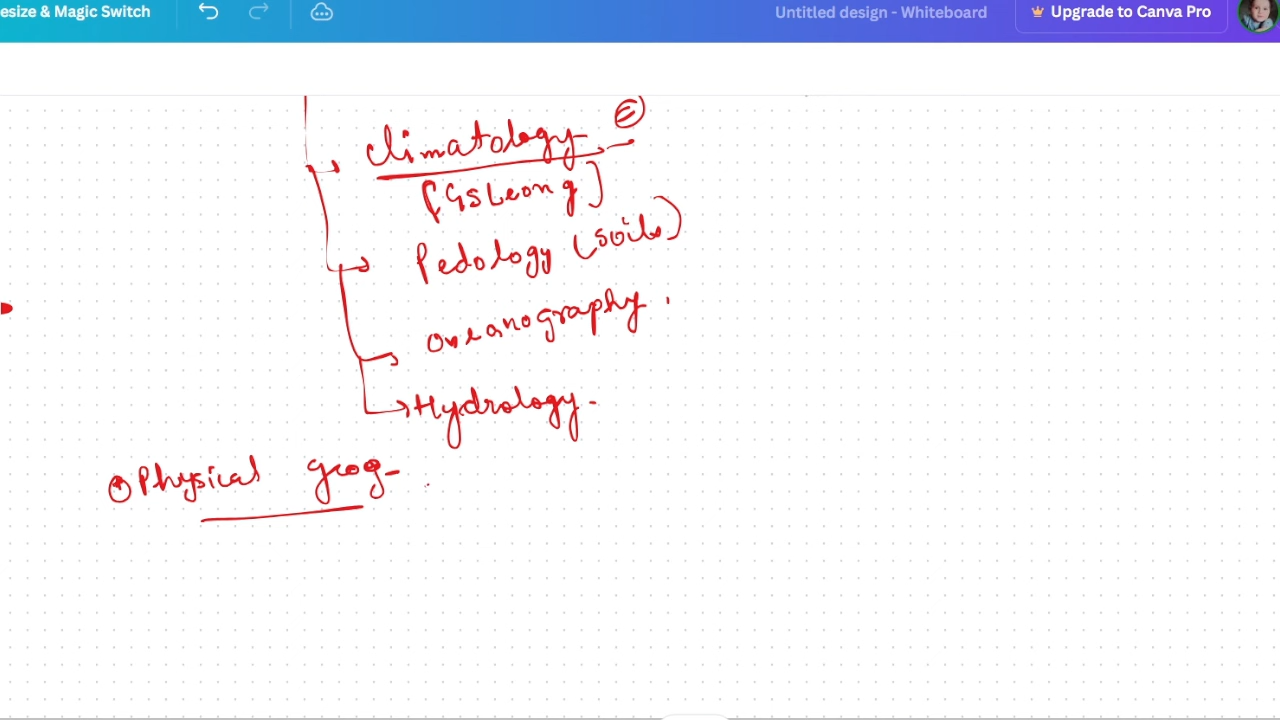 esize & Magic Switch
Untitled design - Whiteboard
Upgrade to Canva Pro
Climatology (E)
[GS Leong]
Pedology (soils)
Oceanography.
Hydrology.
Physical geog-